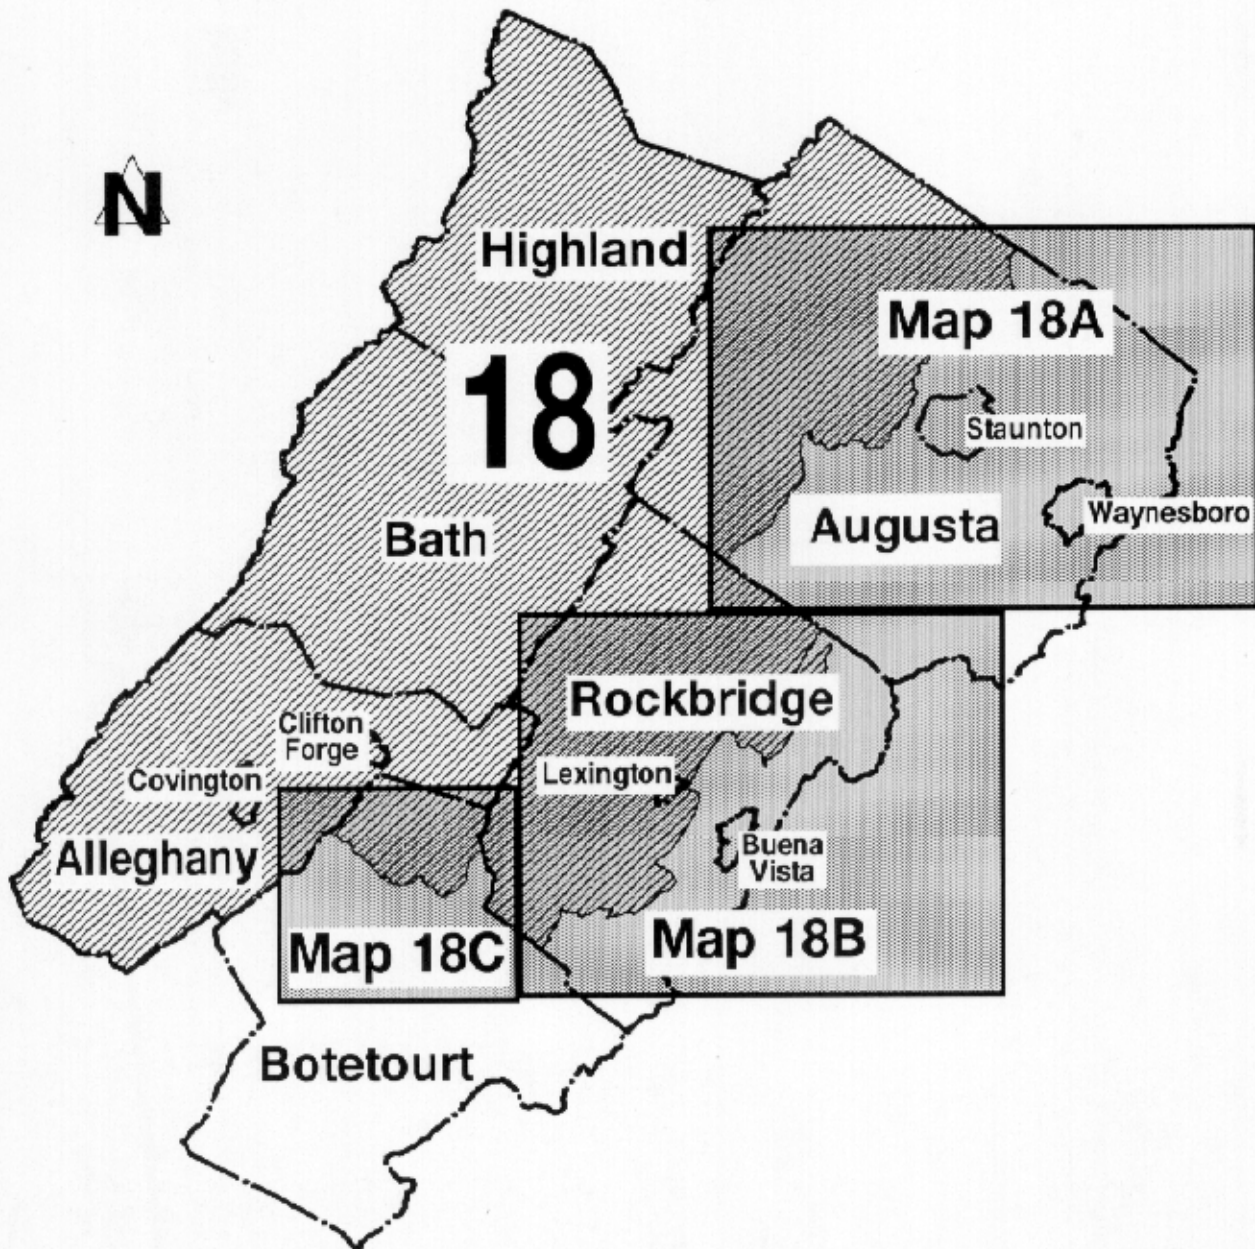 N
Highland
Map 18A
18
Staunton
Waynesboro
Augusta
Bath
Rockbridge
Clifton
Forge
Lexington
Covington
Alleghany
Buena
Vista
Map 18B
Map 18C
Botetourt